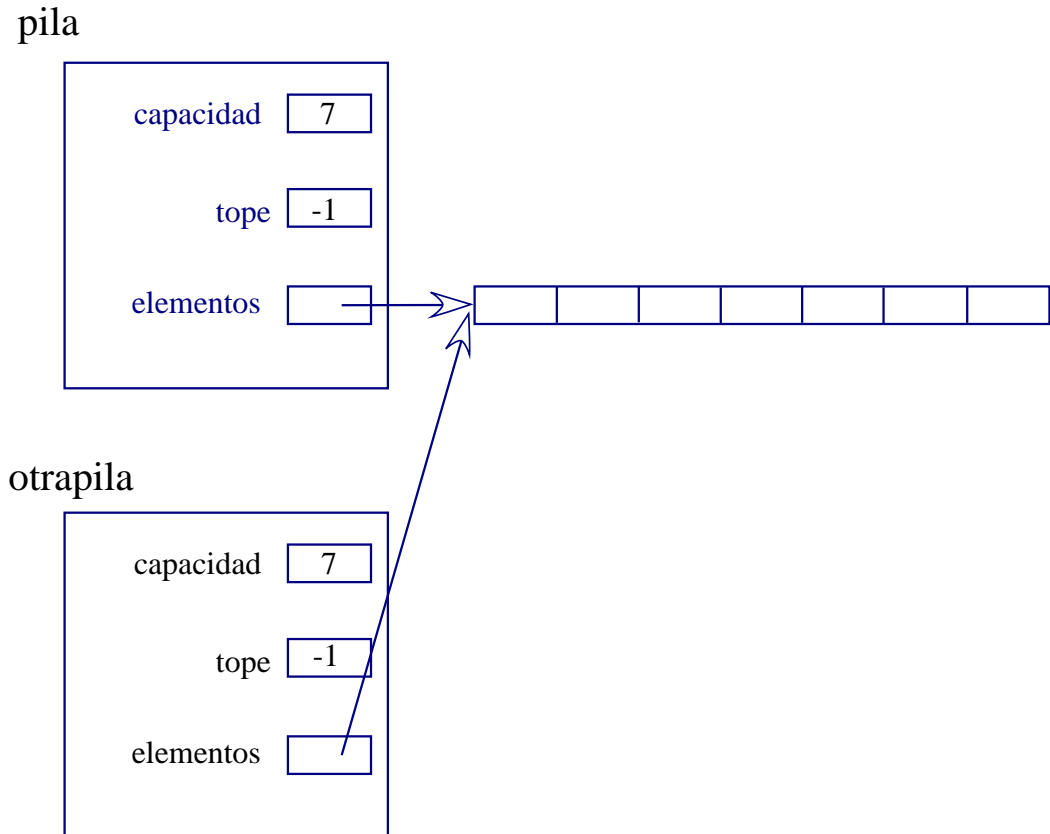 pila
capacidad 7
tope -1
elementos
otrapila
capacidad 7
tope -1
elementos